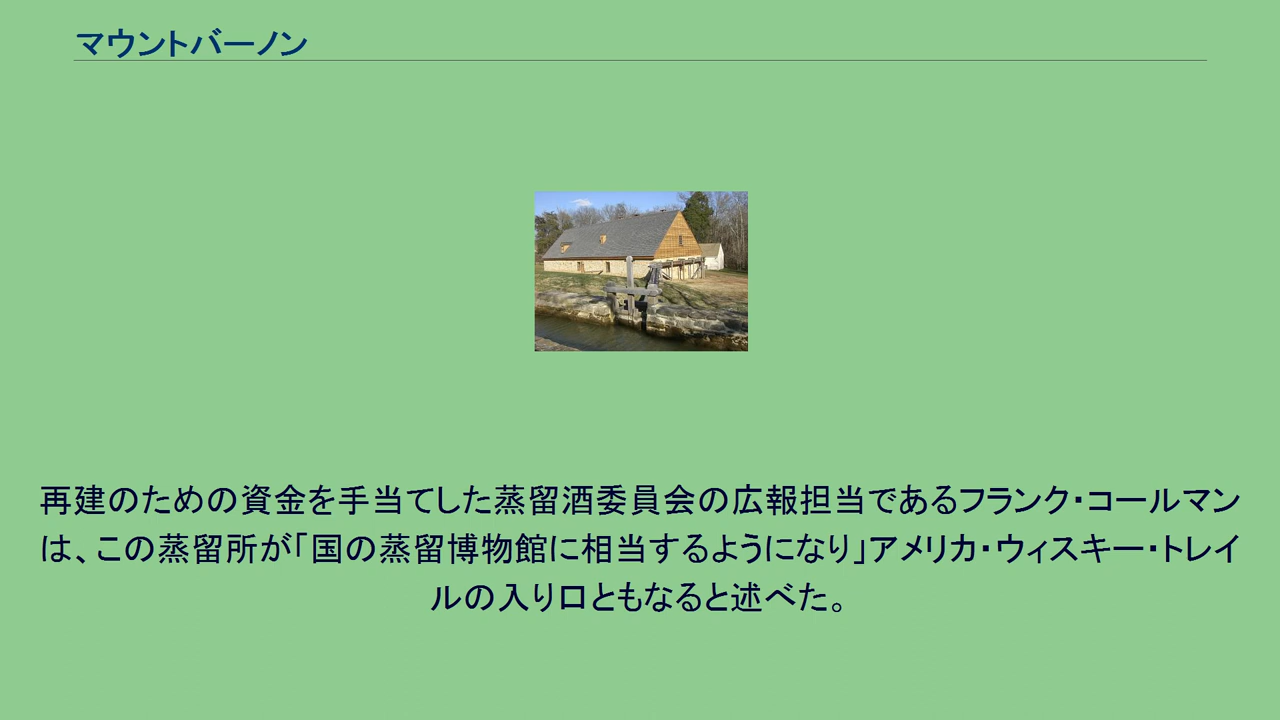 マウントバーノン
再建のための資金を手当てした蒸留酒委員会の広報担当であるフランク・コールマン
は、この蒸留所が「国の蒸留博物館に相当するようになり」アメリカ・ウィスキー・トレイ
ルの入り口ともなると述べた。